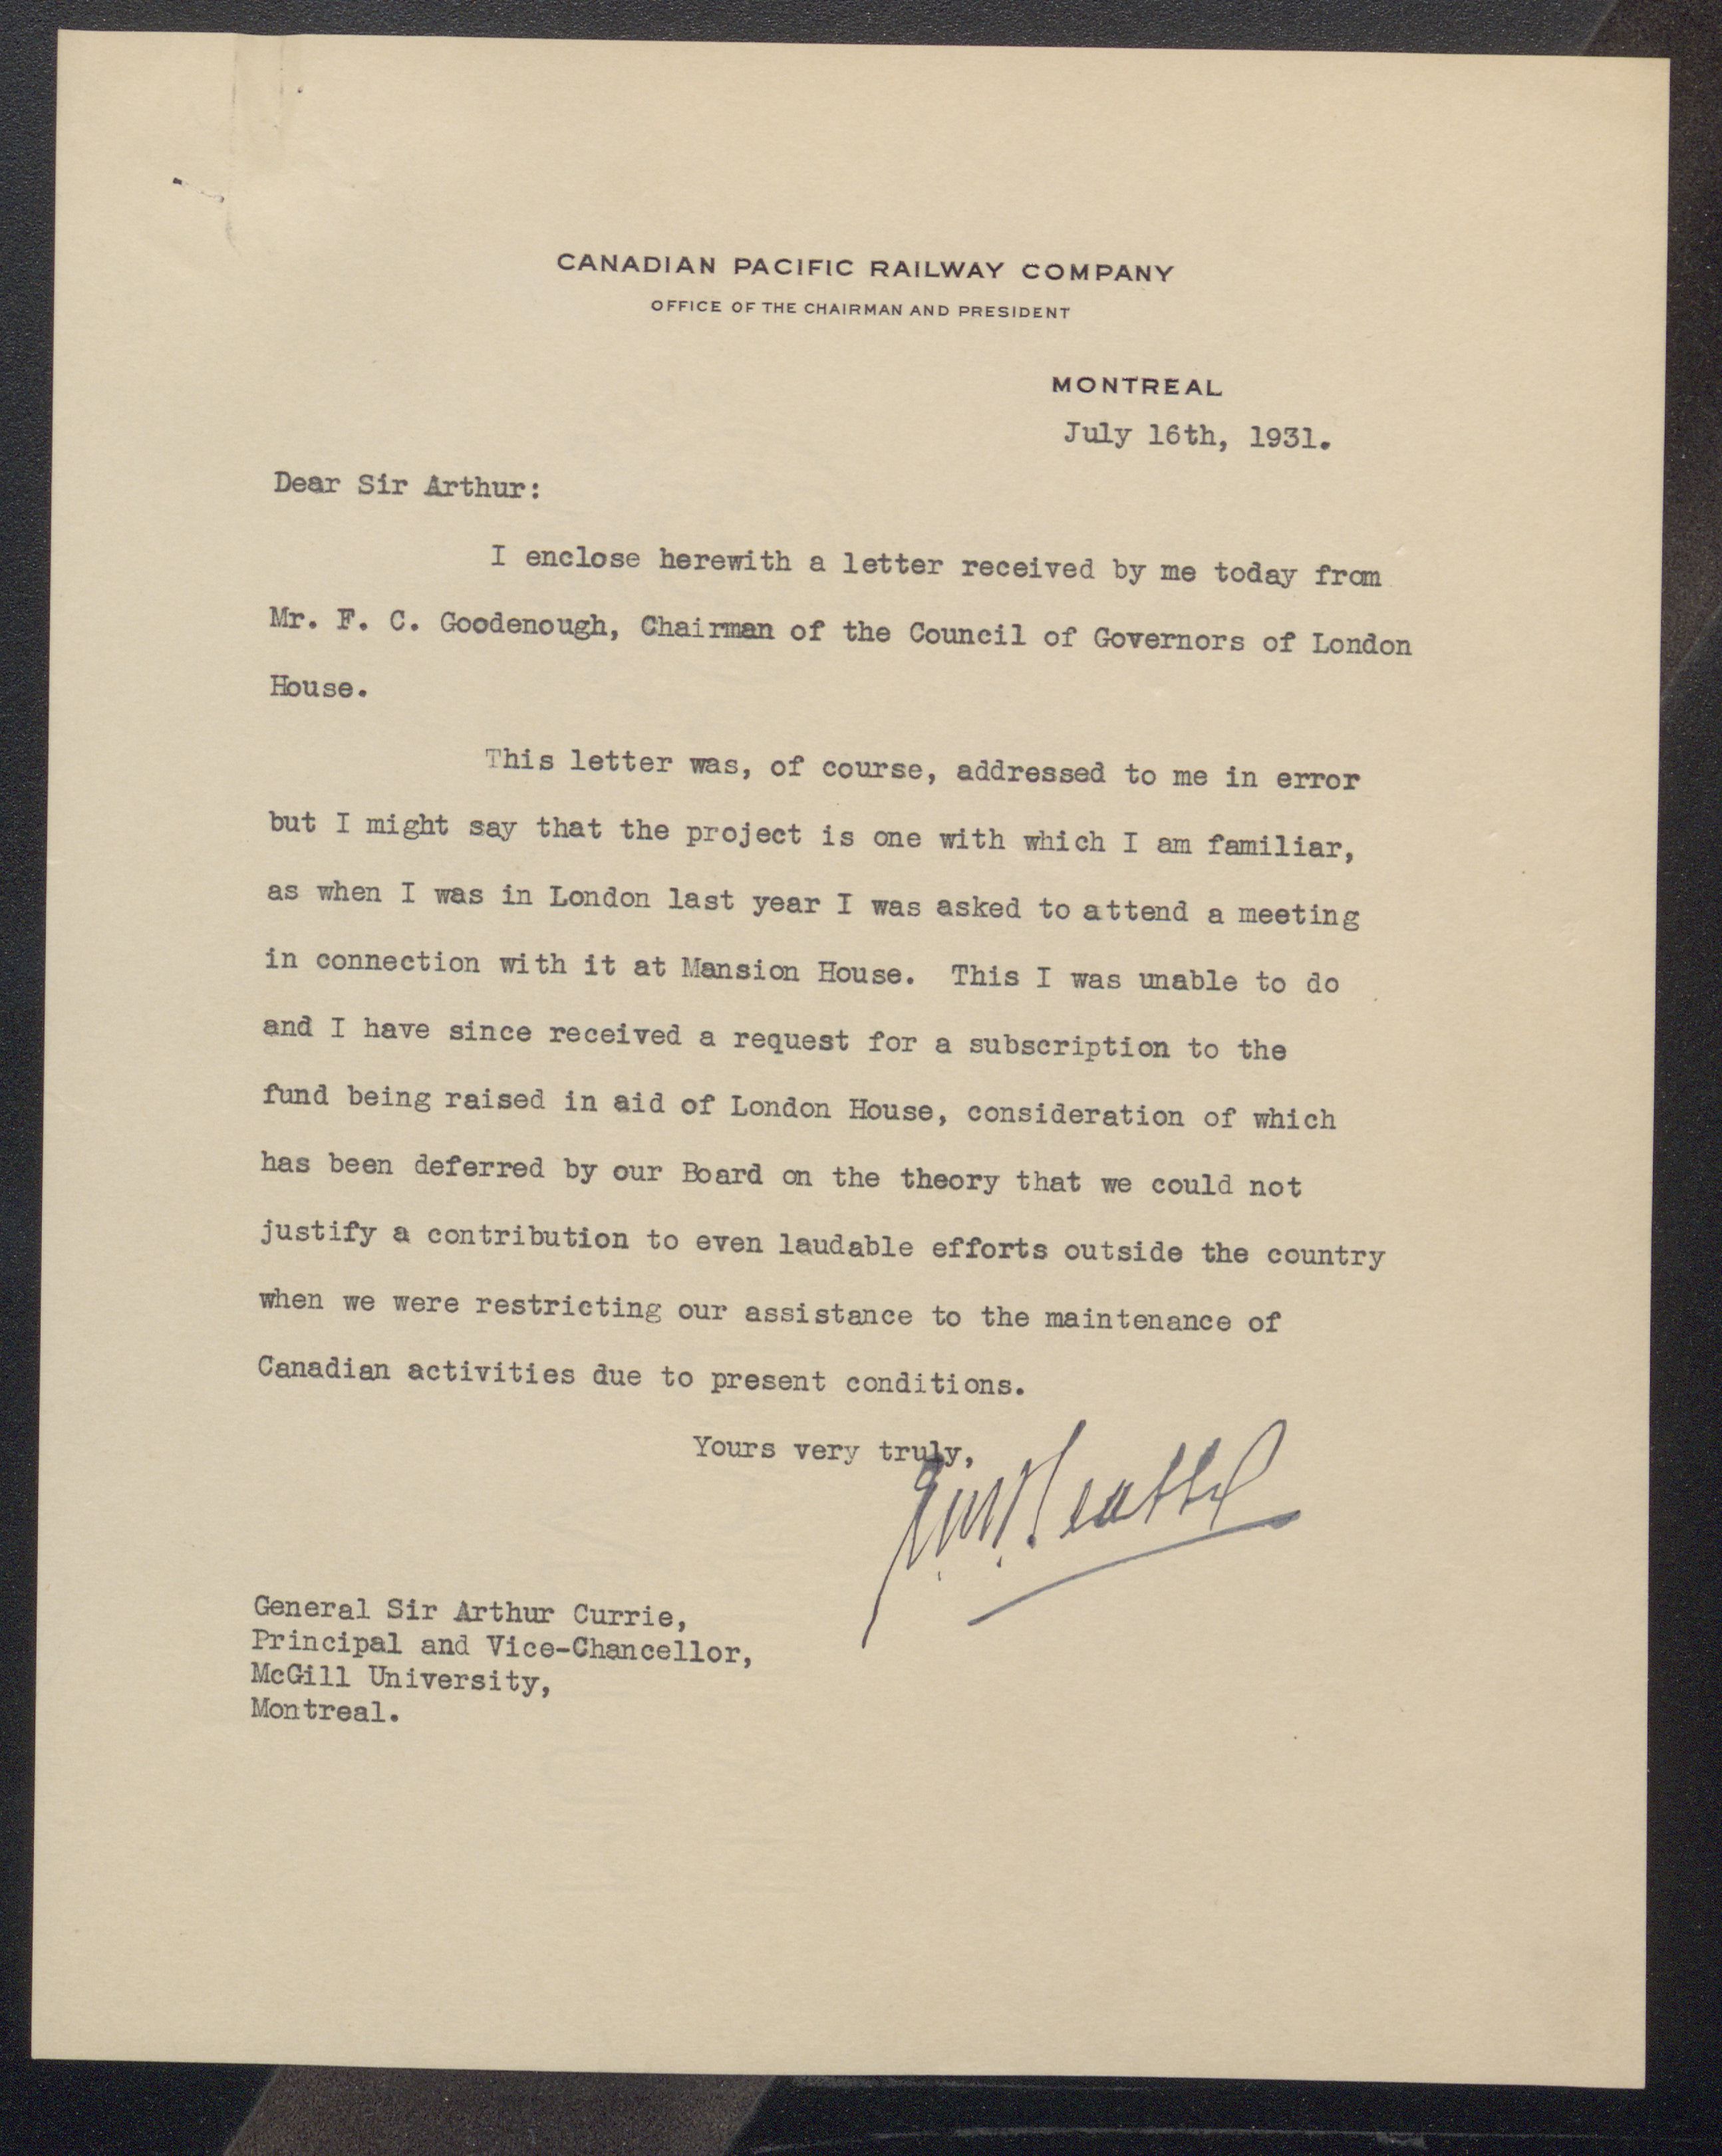 CANADIAN PACIFIC RAILWAY COMPANY
OFFICE OF THE CHAIRMAN AND PRESIDENT
MONTREAL
July 16th, 1931.
Dear Sir Arthur:
I enclose herewith a letter received by me today from
Mr. F. C. Goodenough, Chairman of the Council of Governors of London
House.
This letter was, of course, addressed to me in error
but I might say that the project is one with which I am familiar,
as when I was in London last year I was asked to attend a meeting
in connection with it at Mansion House. This I was unable to do
and I have since received a request for a subscription to the
fund being raised in aid of London House, consideration of which
has been deferred by our Board on the theory that we could not
justify a contribution to even laudable efforts outside the country
when we were restricting our assistance to the maintenance of
Canadian activities due to present conditions.
Yours very truly,
General Sir Arthur Currie,
Principal and Vice-Chancellor,
McGill University,
Montreal.